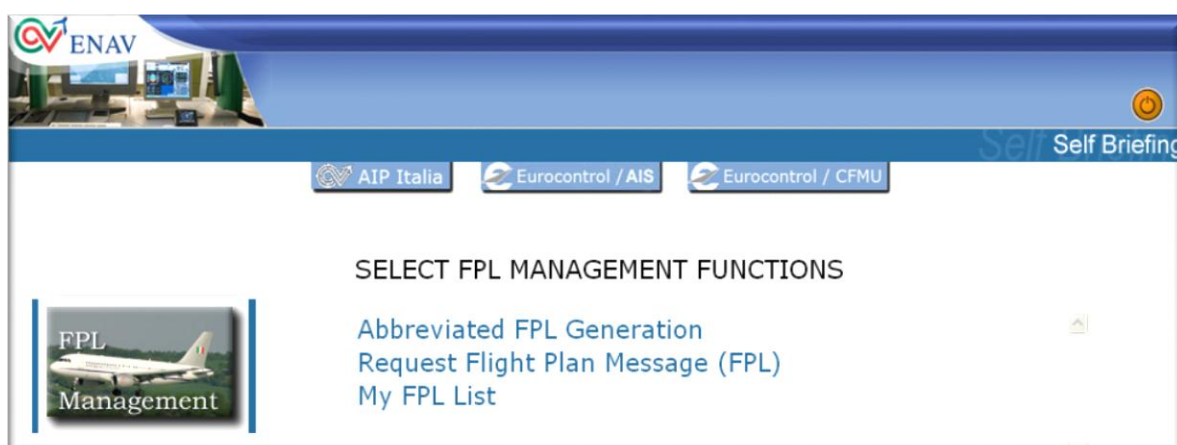 ENAV
Self Briefing
AIP Italia
Eurocontrol / AIS
Eurocontrol / CFMU
SELECT FPL MANAGEMENT FUNCTIONS
FPL
Management
Abbreviated FPL Generation
Request Flight Plan Message (FPL)
My FPL List